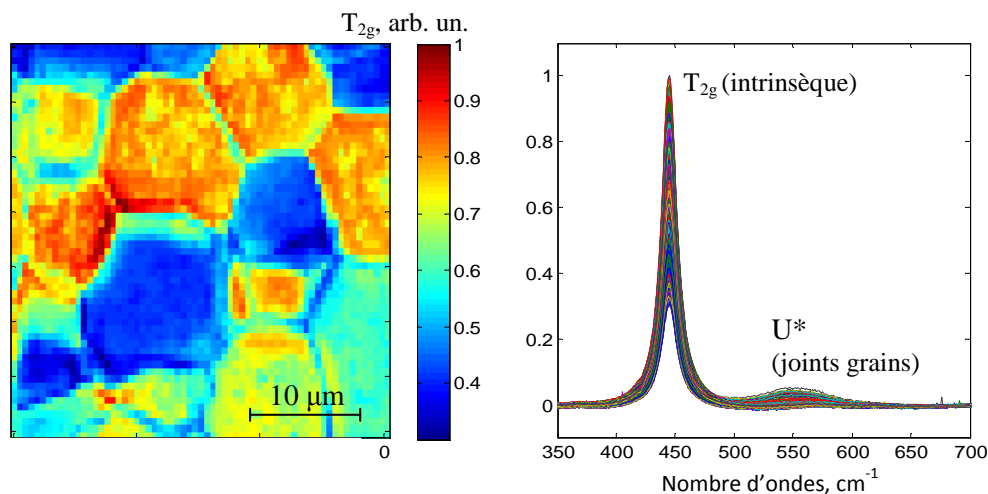 T2g, arb. un.
1
0.9
0.8
0.7
0.6
0.5
0.4
10 μm
0
1
0.8
0.6
0.4
0.2
0
T2g (intrinsèque)
U*
(joints grains)
350 400 450 500 550 600 650 700
Nombre d'ondes, cm-1